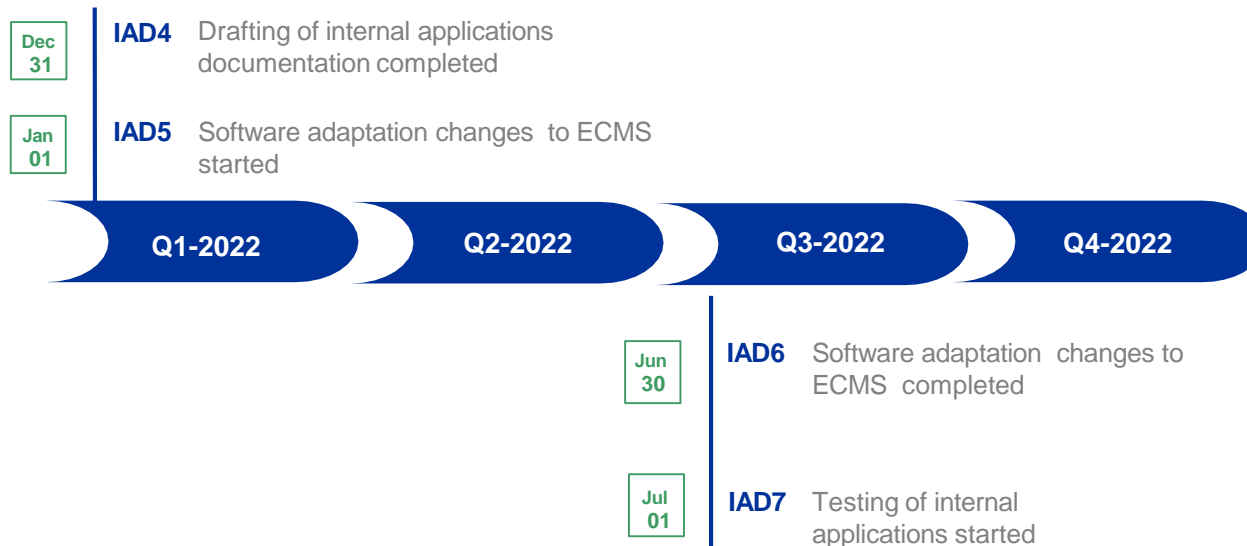 Dec
31
IAD4 Drafting of internal applications
documentation completed
Jan
01
IAD5 Software adaptation changes to ECMS
started
Q1-2022 Q2-2022 Q3-2022 Q4-2022
Jun
30
IAD6 Software adaptation changes to
ECMS completed
Jul
01
IAD7 Testing of internal
applications started